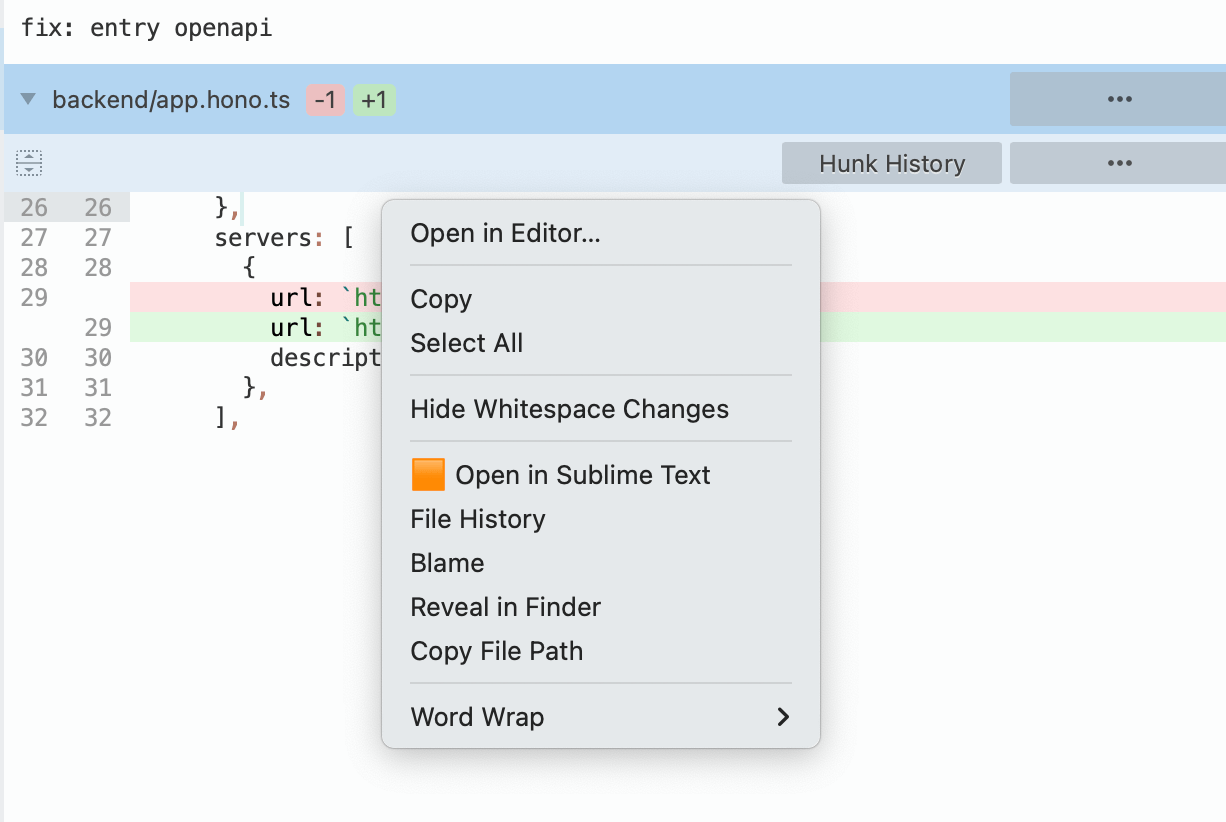 fix: entry openapi
backend/app.hono.ts -1 +1 •••
Hunk History •••
26 26 },
27 27 servers: [
28 28 {
29 url: `ht
29 url: `ht
30 30 descript
31 31 },
32 32 ],
Open in Editor...
Copy
Select All
Hide Whitespace Changes
Open in Sublime Text
File History
Blame
Reveal in Finder
Copy File Path
Word Wrap